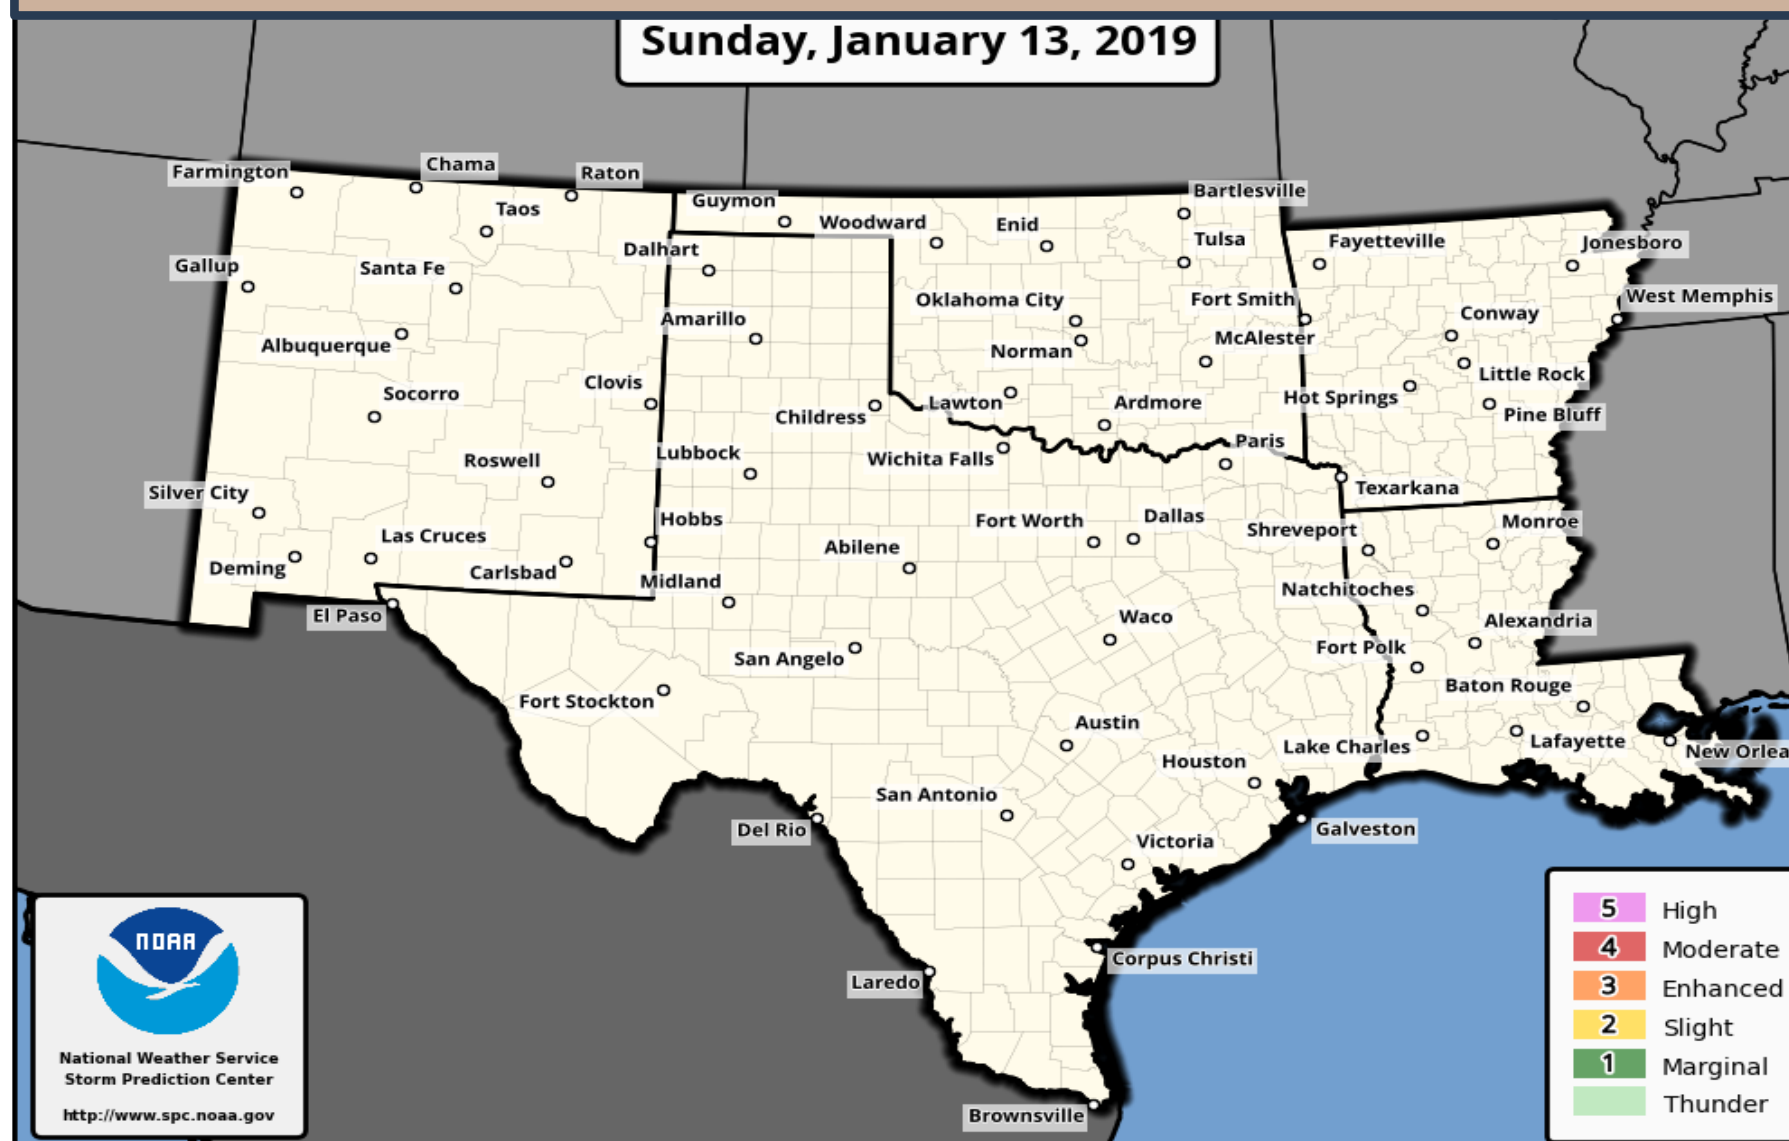 Sunday, January 13, 2019
Farmington
Chama
Raton
Taos
Guymon
Woodward
Enid
Bartlesville
Tulsa
Fayetteville
Jonesboro
Gallup
Santa Fe
Dalhart
Oklahoma City
Fort Smith
Conway
West Memphis
Albuquerque
Amarillo
Norman
McAlester
Little Rock
Socorro
Clovis
Childress
Lawton
Ardmore
Hot Springs
Pine Bluff
Roswell
Lubbock
Wichita Falls
Paris
Texarkana
Silver City
Las Cruces
Hobbs
Fort Worth
Dallas
Shreveport
Monroe
Deming
Carlsbad
Midland
Abilene
Natchitoches
El Paso
Waco
Alexandria
San Angelo
Fort Polk
Fort Stockton
Baton Rouge
Austin
Lake Charles
Lafayette
New Orlea
Houston
San Antonio
Del Rio
Victoria
Galveston
Corpus Christi
Laredo
Brownsville
NOAA
National Weather Service
Storm Prediction Center
http://www.spc.noaa.gov
5 High
4 Moderate
3 Enhanced
2 Slight
1 Marginal
Thunder